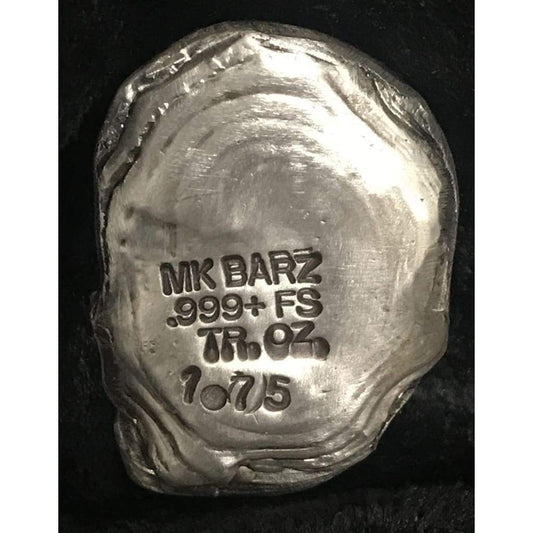 MK BARZ
.999+ FS
TR. OZ.
1.75